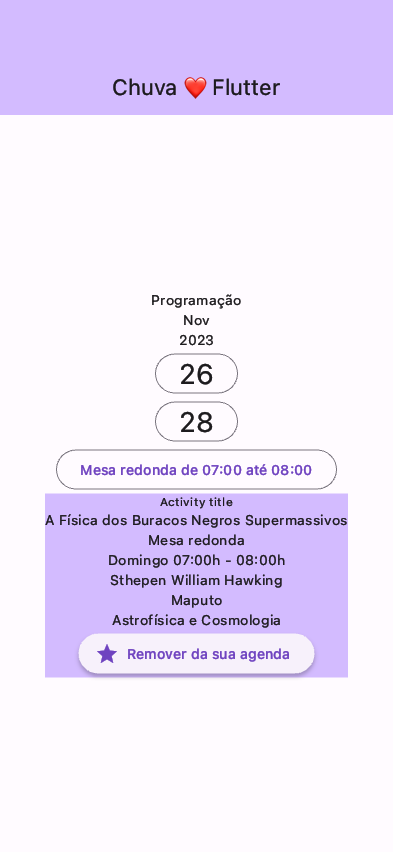 Chuva ❤️ Flutter
Programação
Nov
2023
26
28
Mesa redonda de 07:00 até 08:00
Activity title
A Física dos Buracos Negros Supermassivos
Mesa redonda
Domingo 07:00h - 08:00h
Sthepen William Hawking
Maputo
Astrofísica e Cosmologia
Remover da sua agenda